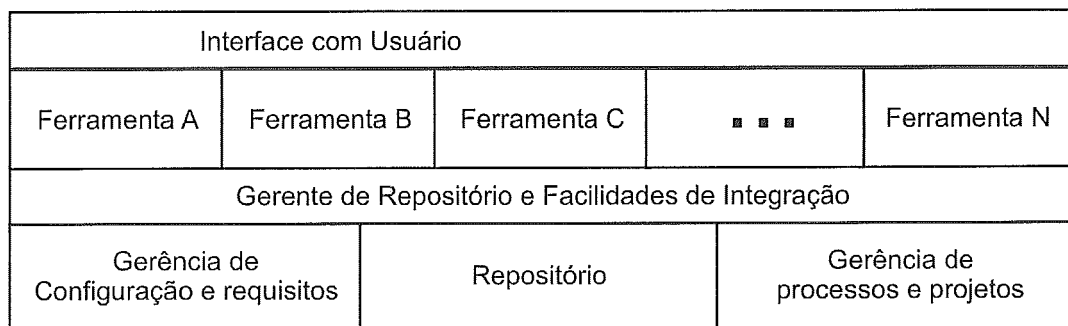 Interface com Usuário
Ferramenta A
Ferramenta B
Ferramenta C
...
Ferramenta N
Gerente de Repositório e Facilidades de Integração
Gerência de
Configuração e requisitos
Repositório
Gerência de
processos e projetos